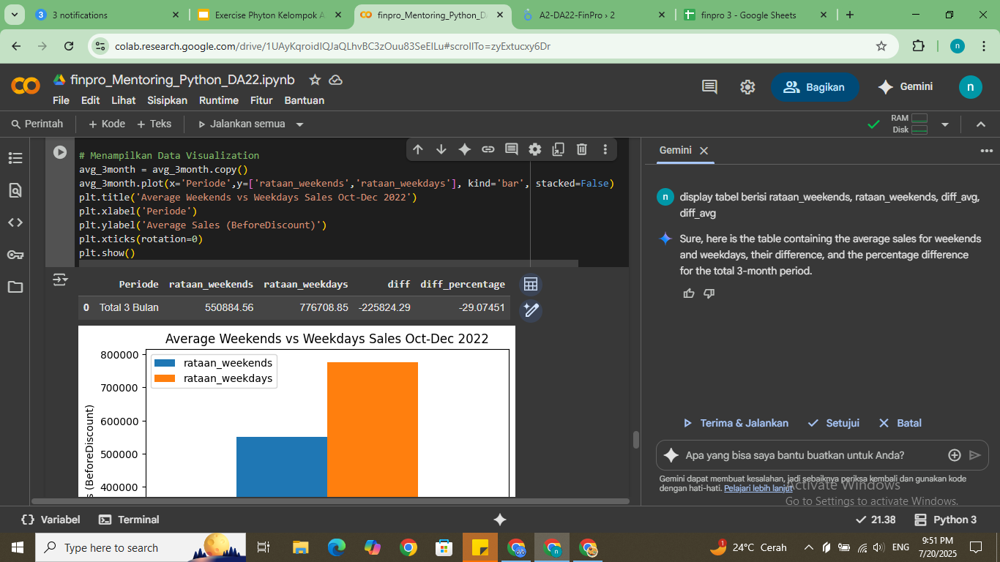 3 notifications
Exercise Phyton Kelompok A
finpro_Mentoring_Python_D
A2-DA22-FinPro › 2
finpro 3 - Google Sheets
colab.research.google.com/drive/1UAyKqroidIQJaQLhvBC3zOuu83SeEILu#scrollTo=zyExtucxy6Dr
n
finpro_Mentoring_Python_DA22.ipynb
File Edit Lihat Sisipkan Runtime Fitur Bantuan
Bagikan
Gemini
n
Perintah + Kode + Teks Jalankan semua
RAM
Disk
# Menampilkan Data Visualization
avg_3month = avg_3month.copy()
avg_3month.plot(x='Periode',y=['rataan_weekends','rataan_weekdays'], kind='bar', stacked=False)
plt.title('Average Weekends vs Weekdays Sales Oct-Dec 2022')
plt.xlabel('Periode')
plt.ylabel('Average Sales (BeforeDiscount)')
plt.xticks(rotation=0)
plt.show()
Periode rataan_weekends rataan_weekdays diff diff_percentage
0 Total 3 Bulan 550884.56 776708.85 -225824.29 -29.07451
Average Weekends vs Weekdays Sales Oct-Dec 2022
800000
700000
600000
500000
400000
s (BeforeDiscount)
rataan_weekends
rataan_weekdays
Gemini
n
display tabel berisi rataan_weekends, rataan_weekends, diff_avg,
diff_avg
Sure, here is the table containing the average sales for weekends
and weekdays, their difference, and the percentage difference
for the total 3-month period.
Terima & Jalankan Setujui Batal
Apa yang bisa saya bantu buatkan untuk Anda?
Gemini dapat membuat kesalahan, jadi sebaiknya periksa kembali dan gunakan kode
dengan hati-hati. Pelajari lebih lanjut
Activate Windows
Go to Settings to activate Windows.
Variabel Terminal
21.38 Python 3
Type here to search
1
24°C Cerah
ENG
9:51 PM
7/20/2025